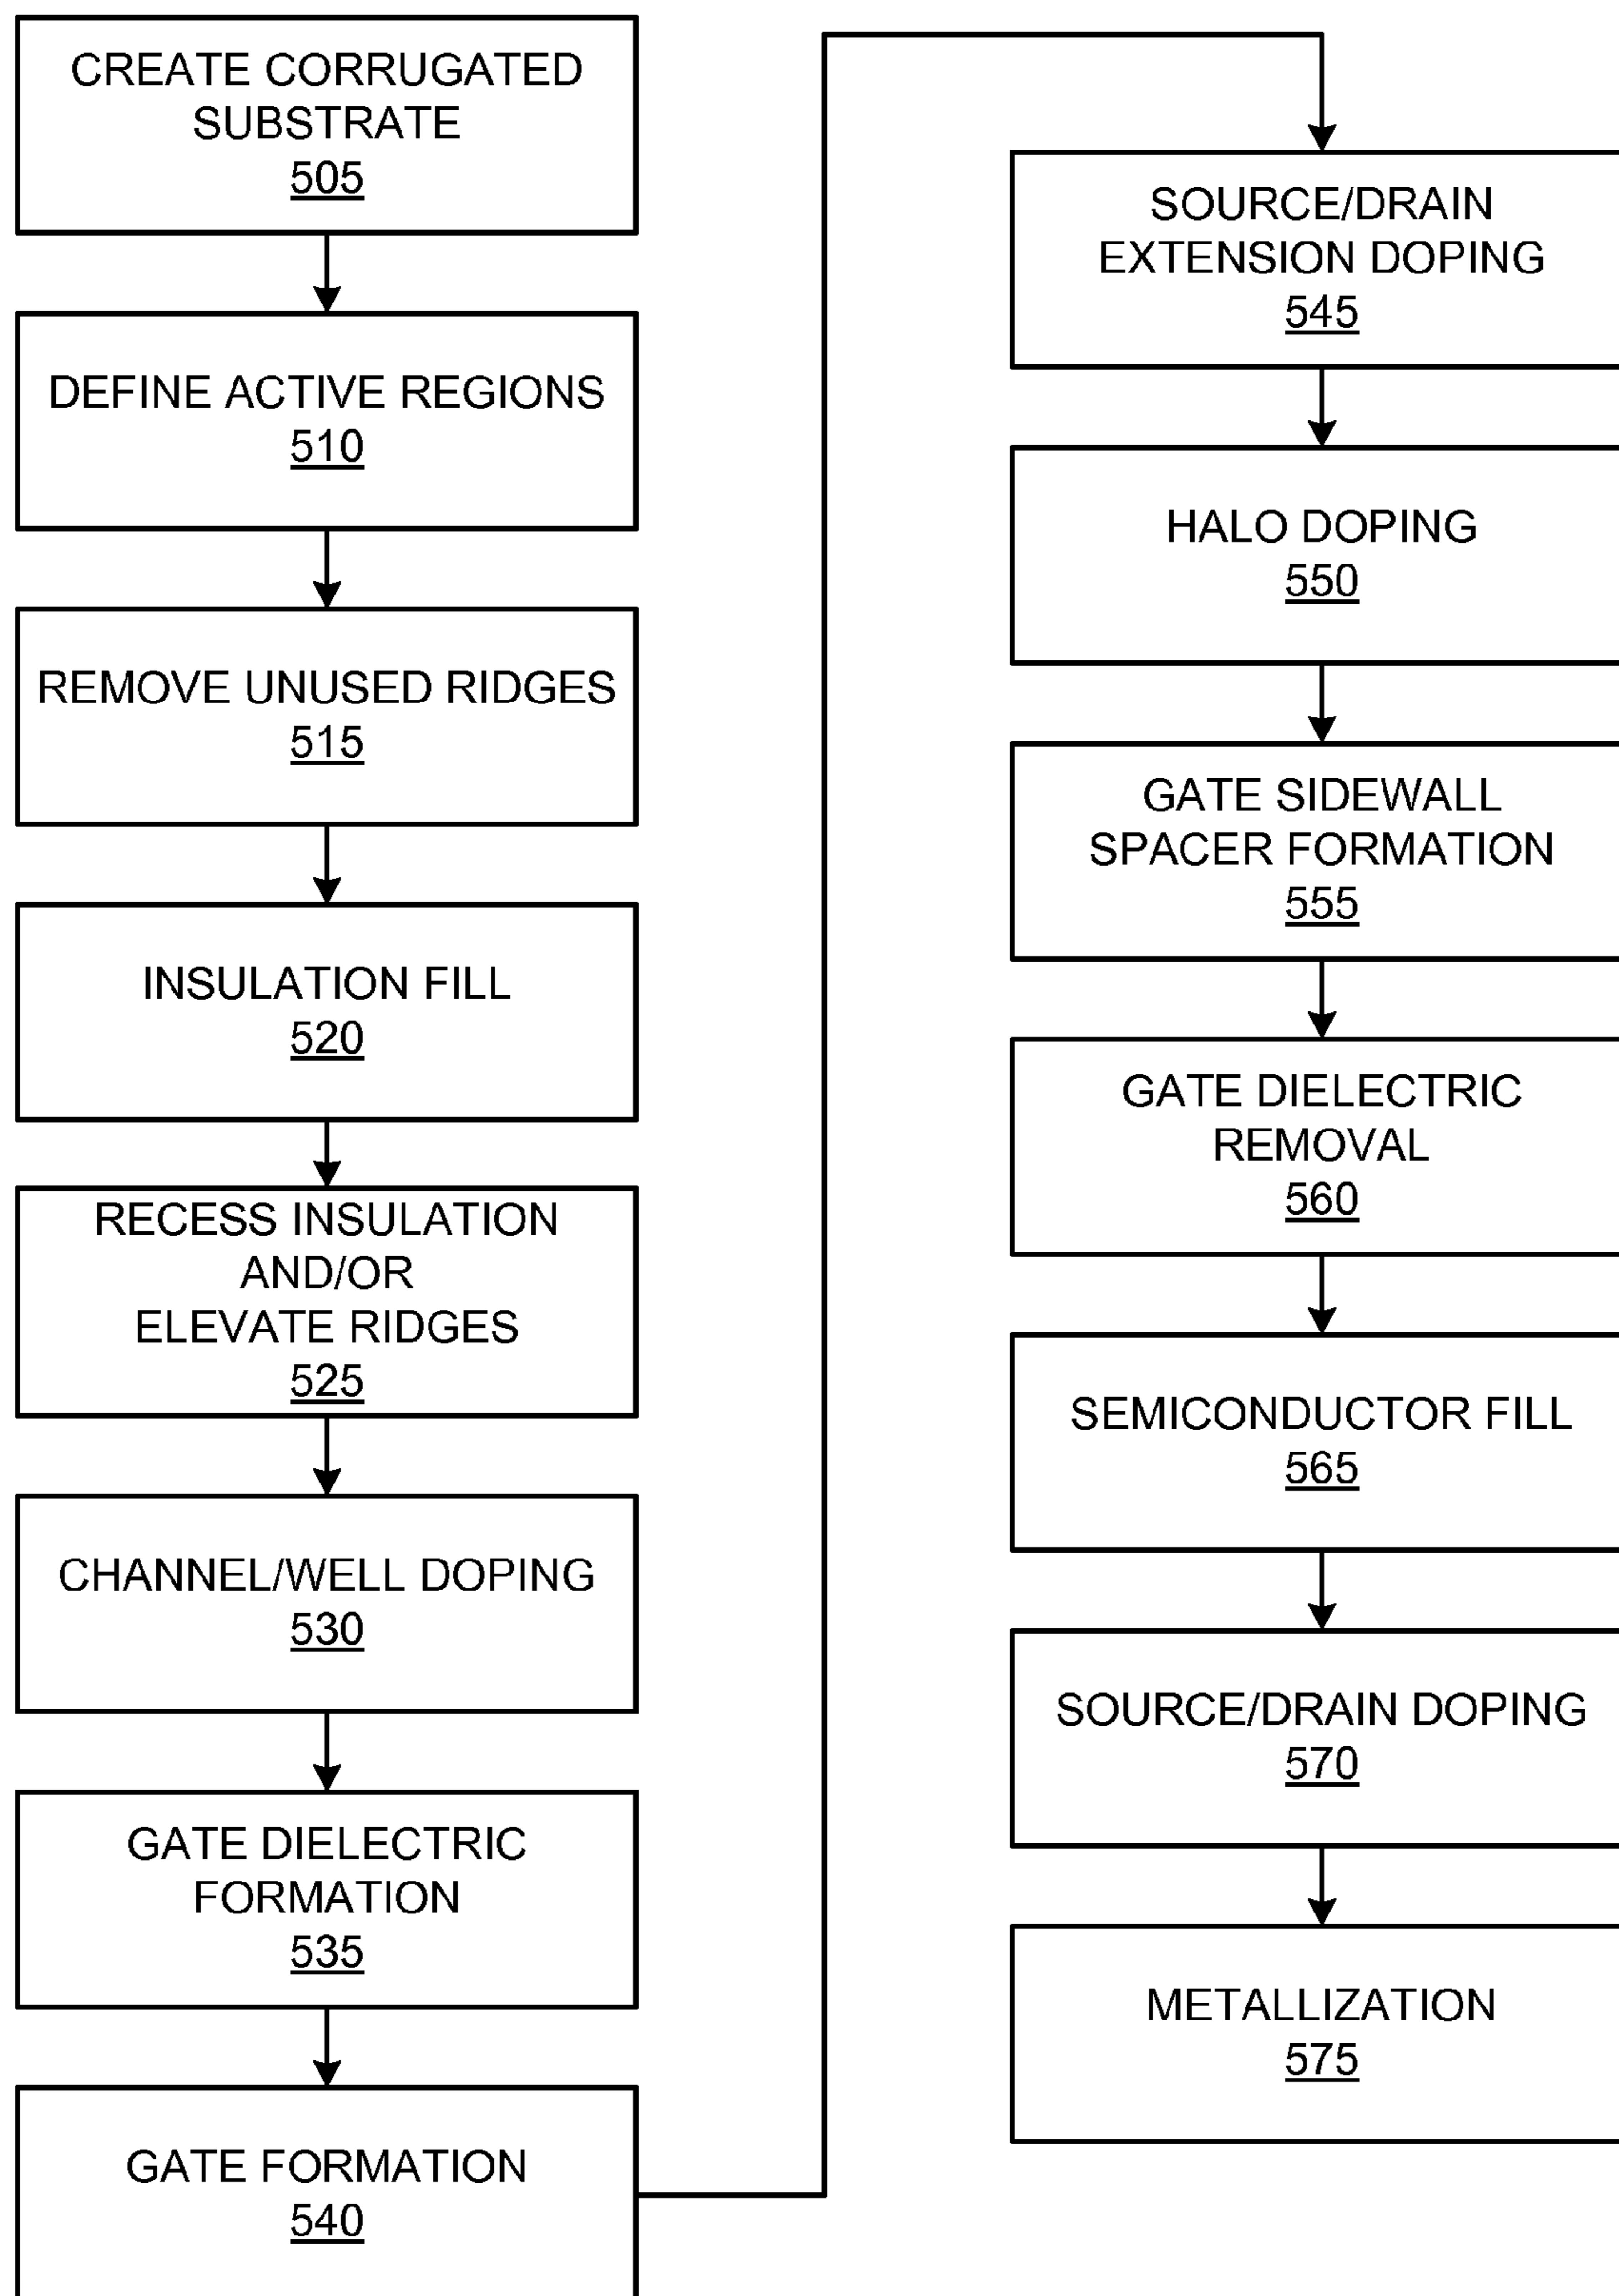 CREATE CORRUGATED
SUBSTRATE
505
DEFINE ACTIVE REGIONS
510
REMOVE UNUSED RIDGES
515
INSULATION FILL
520
RECESS INSULATION
AND/OR
ELEVATE RIDGES
525
CHANNEL/WELL DOPING
530
GATE DIELECTRIC
FORMATION
535
GATE FORMATION
540
SOURCE/DRAIN
EXTENSION DOPING
545
HALO DOPING
550
GATE SIDEWALL
SPACER FORMATION
555
GATE DIELECTRIC
REMOVAL
560
SEMICONDUCTOR FILL
565
SOURCE/DRAIN DOPING
570
METALLIZATION
575